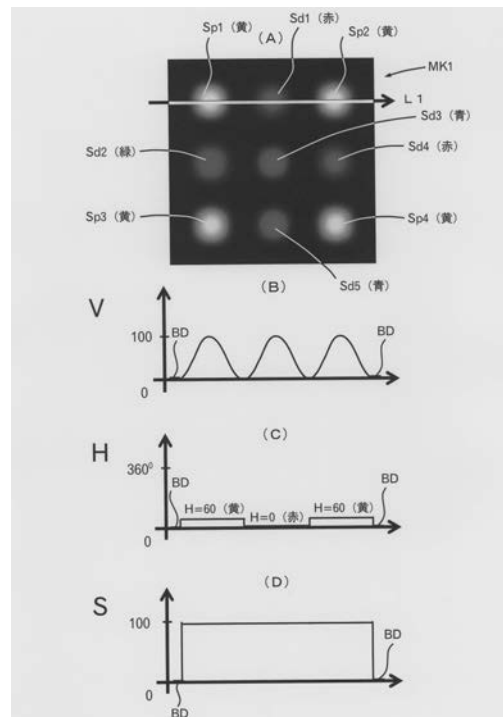 Sp1 (黄)
(A)
Sd1 (赤)
Sp2 (黄)
MK1
L1
Sd3 (青)
Sd2 (緑)
Sd4 (赤)
Sp3 (黄)
Sp4 (黄)
Sd5 (青)
(B)
V
100
BD
BD
0
(C)
H
360⁰
BD
H=60 (黄)
H=0 (赤)
H=60 (黄)
BD
0
(D)
S
100
BD
0
BD